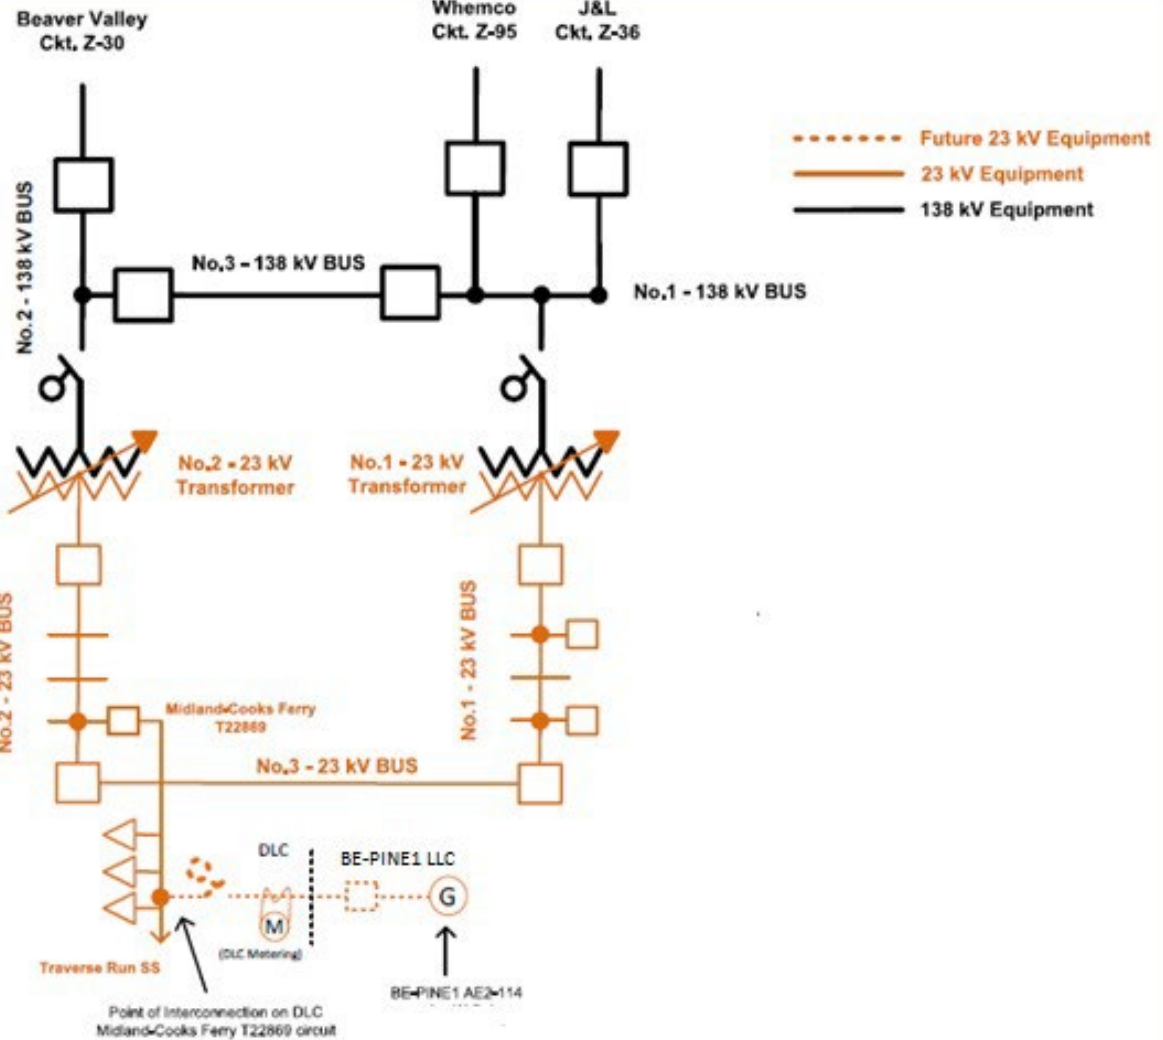 Beaver Valley
Ckt. Z-30
Whemco
Ckt. Z-95
J&L
Ckt. Z-36
Future 23 kV Equipment
23 kV Equipment
138 kV Equipment
No.2 - 138 kV BUS
No.3 - 138 kV BUS
No.1 - 138 kV BUS
No.2 - 23 kV
Transformer
No.1 - 23 kV
Transformer
No.2 - 23 kV BUS
No.1 - 23 kV BUS
Midland-Cooks Ferry
T22869
No.3 - 23 kV BUS
DLC
BE-PINE1 LLC
G
M
(DLC Metering)
Traverse Run SS
BE-PINE1 AE2-114
Point of Interconnection on DLC
Midland-Cooks Ferry T22869 circuit